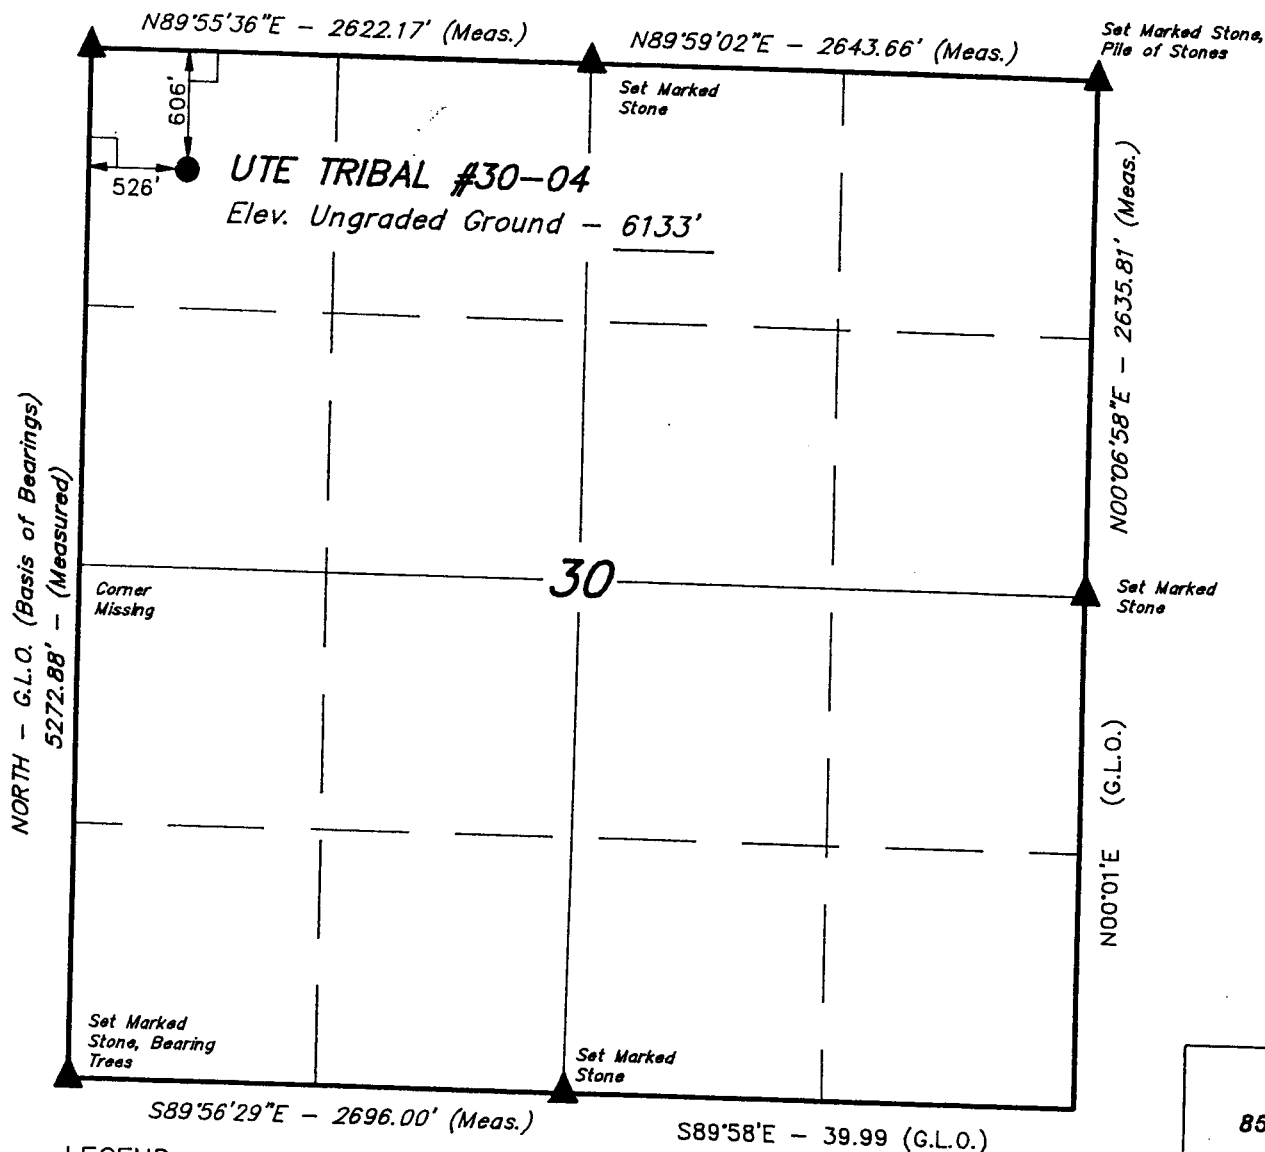 N89°55'36"E - 2622.17' (Meas.)
N89°59'02"E - 2643.66' (Meas.)
Set Marked Stone,
Pile of Stones
Set Marked
Stone
606'
526'
UTE TRIBAL #30-04
Elev. Ungraded Ground - 6133'
N00°06'58"E - 2635.81' (Meas.)
NORTH - G.L.O. (Basis of Bearings)
5272.88' - (Measured)
Corner
Missing
30
Set Marked
Stone
N00°01'E (G.L.O.)
Set Marked
Stone, Bearing
Trees
Set Marked
Stone
S89°56'29"E - 2696.00' (Meas.)
S89°58'E - 39.99 (G.L.O.)
85